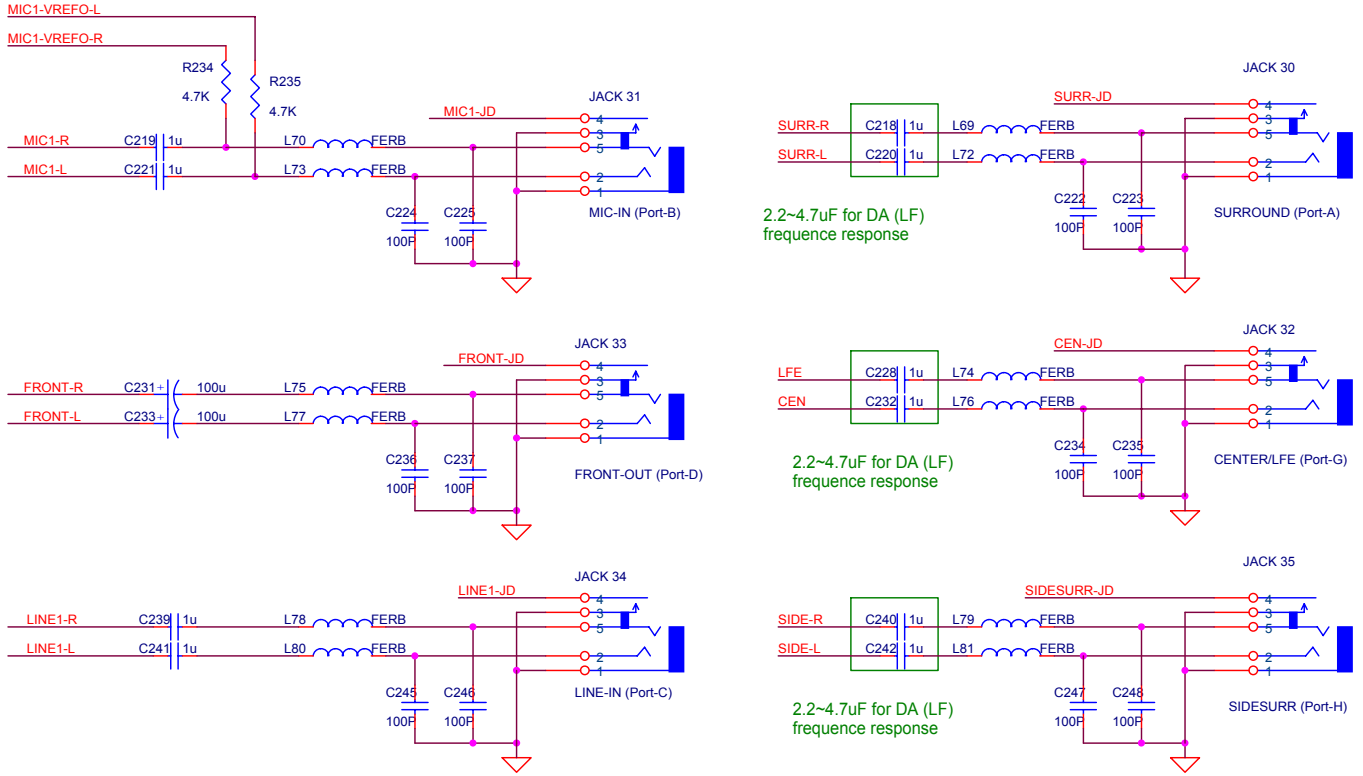 MIC1-VREFO-L
MIC1-VREFO-R
R234
4.7K
R235
4.7K
JACK 31
MIC1-JD
4
3
5
2
1
MIC1-R
C219
1u
L70
FERB
MIC1-L
C221
1u
L73
FERB
C224
100P
C225
100P
MIC-IN (Port-B)
JACK 30
SURR-JD
4
3
5
2
1
SURR-R
C218
1u
L69
FERB
SURR-L
C220
1u
L72
FERB
2.2~4.7uF for DA (LF)
frequence response
C222
100P
C223
100P
SURROUND (Port-A)
JACK 33
FRONT-JD
4
3
5
2
1
FRONT-R
C231
+
100u
L75
FERB
FRONT-L
C233
+
100u
L77
FERB
C236
100P
C237
100P
FRONT-OUT (Port-D)
JACK 32
CEN-JD
4
3
5
2
1
LFE
C228
1u
L74
FERB
CEN
C232
1u
L76
FERB
2.2~4.7uF for DA (LF)
frequence response
C234
100P
C235
100P
CENTER/LFE (Port-G)
JACK 34
LINE1-JD
4
3
5
2
1
LINE1-R
C239
1u
L78
FERB
LINE1-L
C241
1u
L80
FERB
C245
100P
C246
100P
LINE-IN (Port-C)
JACK 35
SIDESURR-JD
4
3
5
2
1
SIDE-R
C240
1u
L79
FERB
SIDE-L
C242
1u
L81
FERB
2.2~4.7uF for DA (LF)
frequence response
C247
100P
C248
100P
SIDESURR (Port-H)